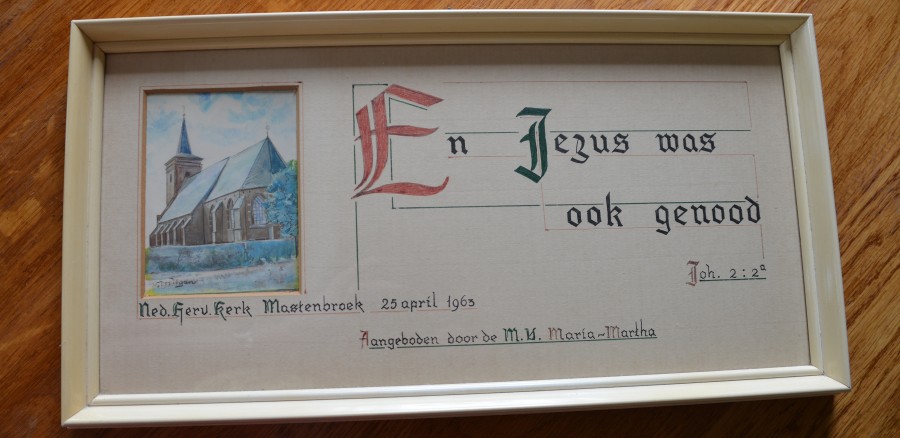 En Jezus was
ook genood
Joh. 2:2a
Ned. Herv. Kerk Mastenbroek 25 april 1963
Aangeboden door de M.V. Maria~Martha